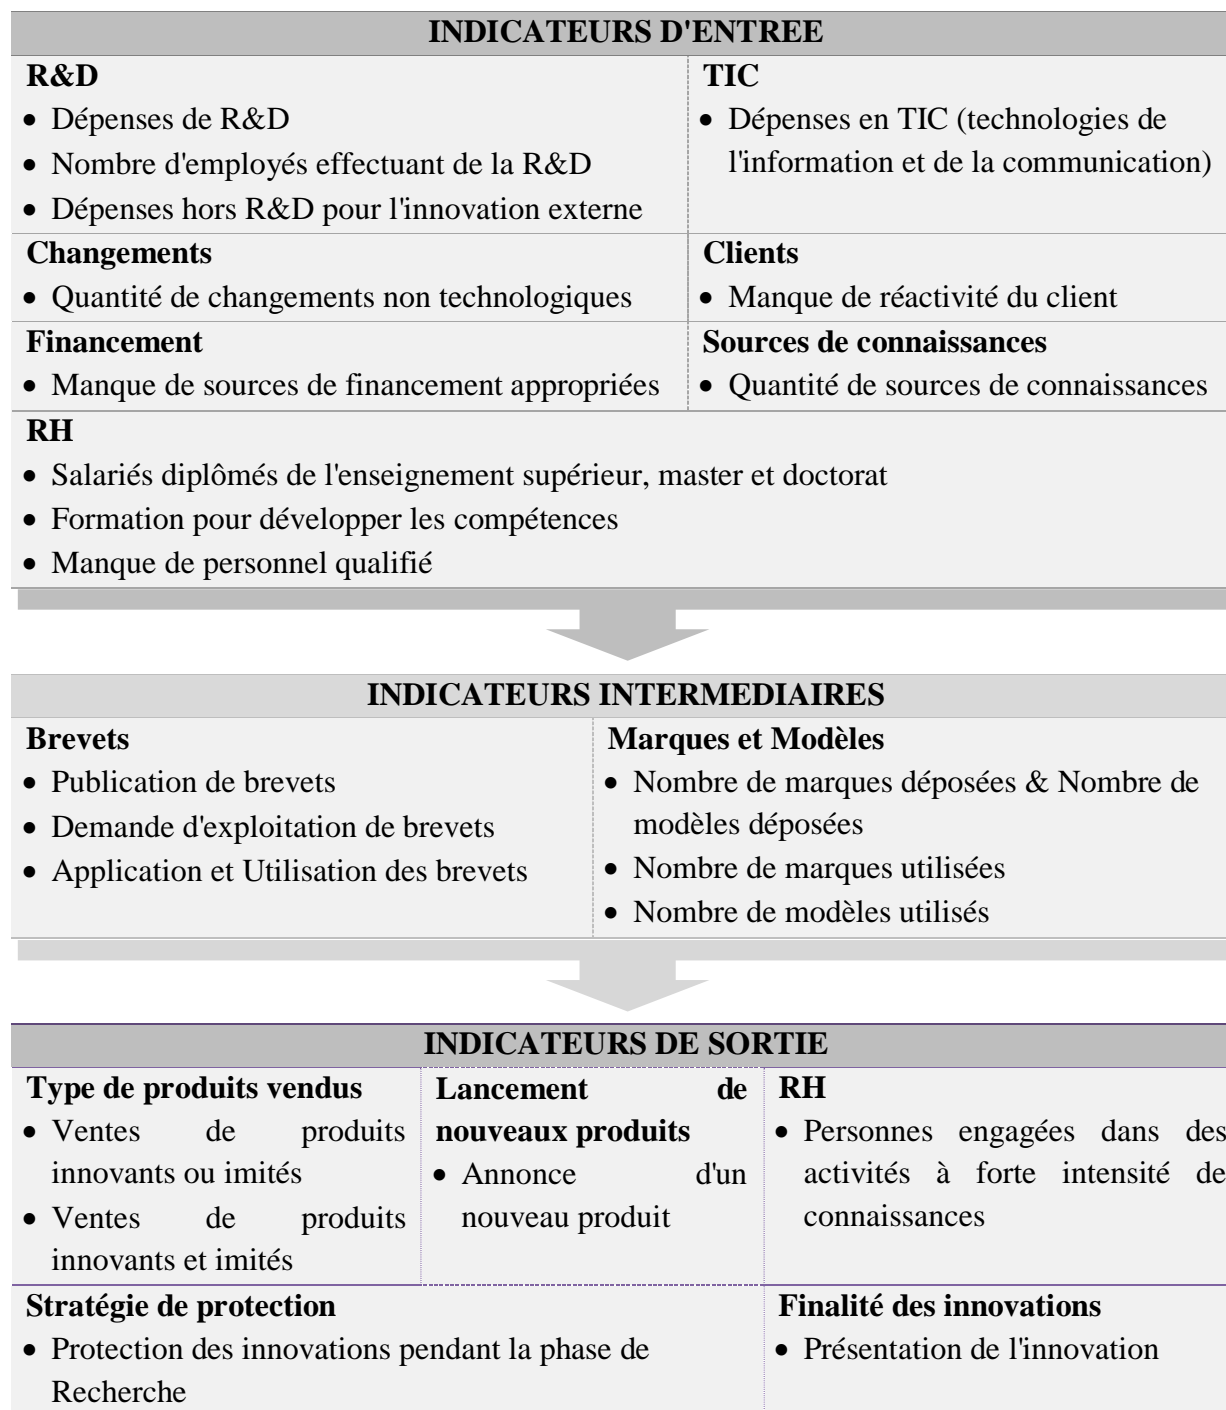 INDICATEURS D'ENTREE
R&D
• Dépenses de R&D
• Nombre d'employés effectuant de la R&D
• Dépenses hors R&D pour l'innovation externe
TIC
• Dépenses en TIC (technologies de
l'information et de la communication)
Changements
• Quantité de changements non technologiques
Clients
• Manque de réactivité du client
Financement
• Manque de sources de financement appropriées
Sources de connaissances
• Quantité de sources de connaissances
RH
• Salariés diplômés de l'enseignement supérieur, master et doctorat
• Formation pour développer les compétences
• Manque de personnel qualifié
INDICATEURS INTERMEDIAIRES
Brevets
• Publication de brevets
• Demande d'exploitation de brevets
• Application et Utilisation des brevets
Marques et Modèles
• Nombre de marques déposées & Nombre de
modèles déposées
• Nombre de marques utilisées
• Nombre de modèles utilisés
INDICATEURS DE SORTIE
Type de produits vendus
• Ventes de produits
innovants ou imités
• Ventes de produits
innovants et imités
Lancement de
nouveaux produits
• Annonce d'un
nouveau produit
RH
• Personnes engagées dans des
activités à forte intensité de
connaissances
Stratégie de protection
• Protection des innovations pendant la phase de
Recherche
Finalité des innovations
• Présentation de l'innovation